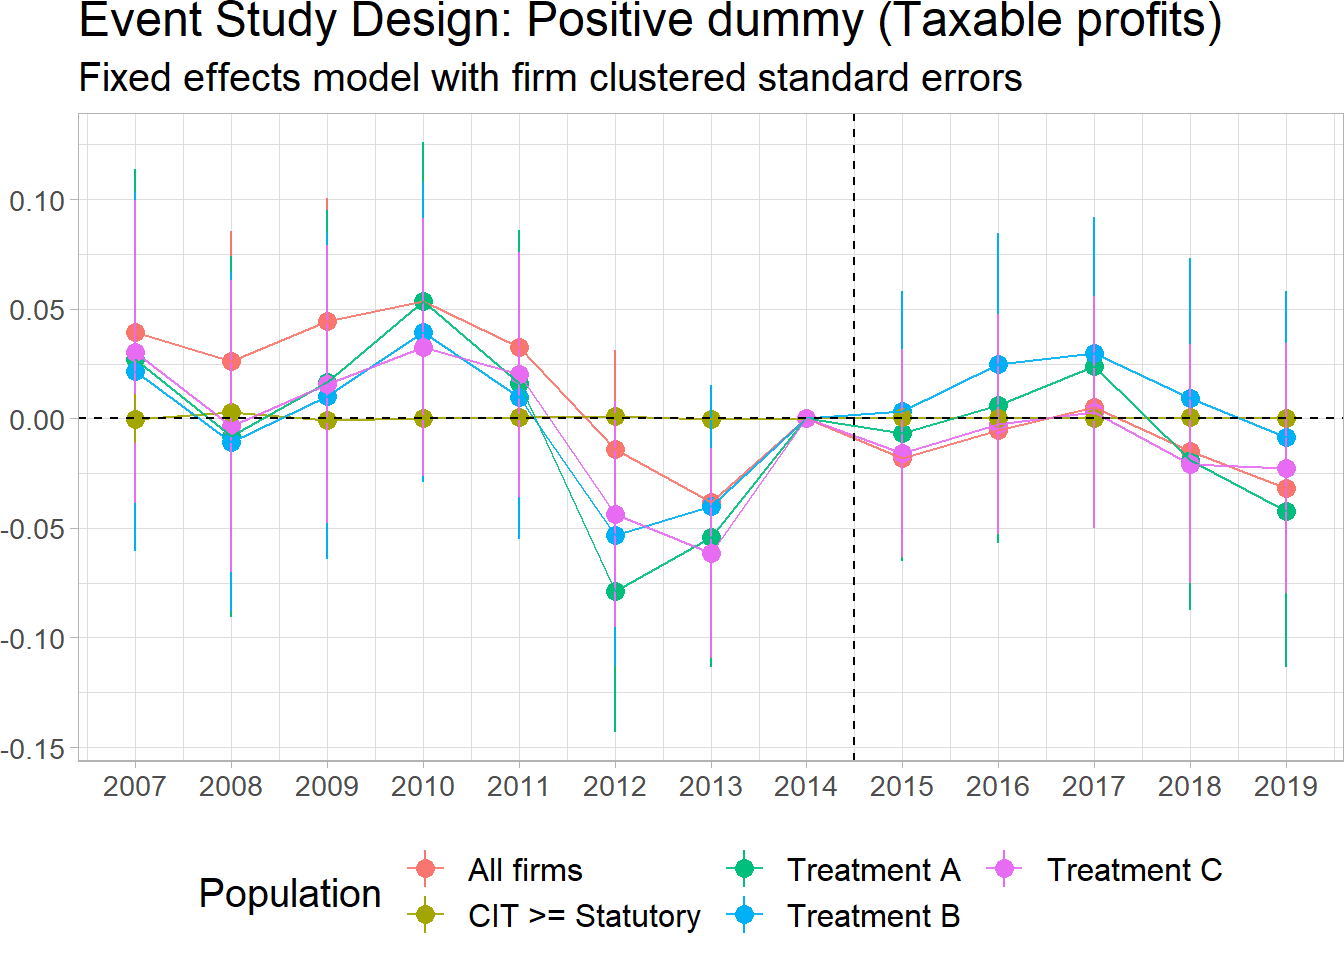 Event Study Design: Positive dummy (Taxable profits)
Fixed effects model with firm clustered standard errors
0.10
0.05
0.00
-0.05
-0.10
-0.15
2007 2008 2009 2010 2011 2012 2013 2014 2015 2016 2017 2018 2019
Population
All firms
CIT >= Statutory
Treatment A
Treatment B
Treatment C